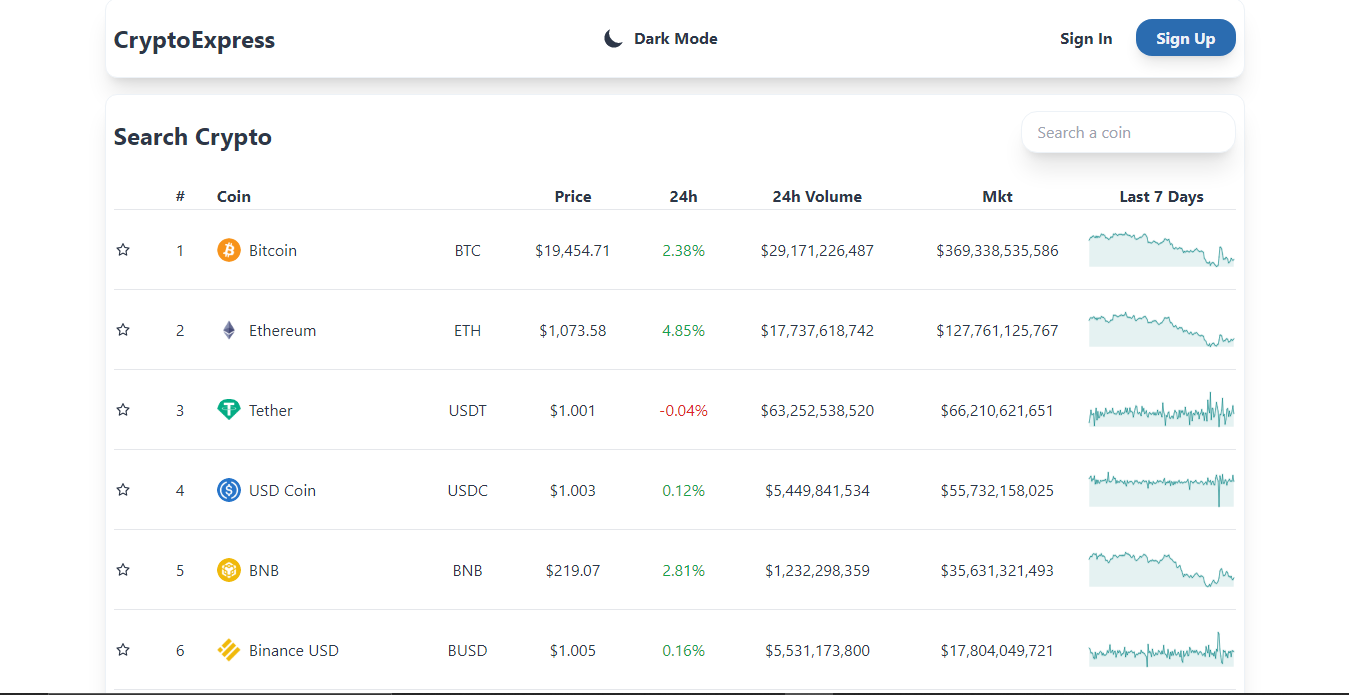 CryptoExpress Dark Mode Sign In Sign Up
Search Crypto Search a coin
# Coin Price 24h 24h Volume Mkt Last 7 Days
1 Bitcoin BTC $19,454.71 2.38% $29,171,226,487 $369,338,535,586
2 Ethereum ETH $1,073.58 4.85% $17,737,618,742 $127,761,125,767
3 Tether USDT $1.001 -0.04% $63,252,538,520 $66,210,621,651
4 USD Coin USDC $1.003 0.12% $5,449,841,534 $55,732,158,025
5 BNB BNB $219.07 2.81% $1,232,298,359 $35,631,321,493
6 Binance USD BUSD $1.005 0.16% $5,531,173,800 $17,804,049,721